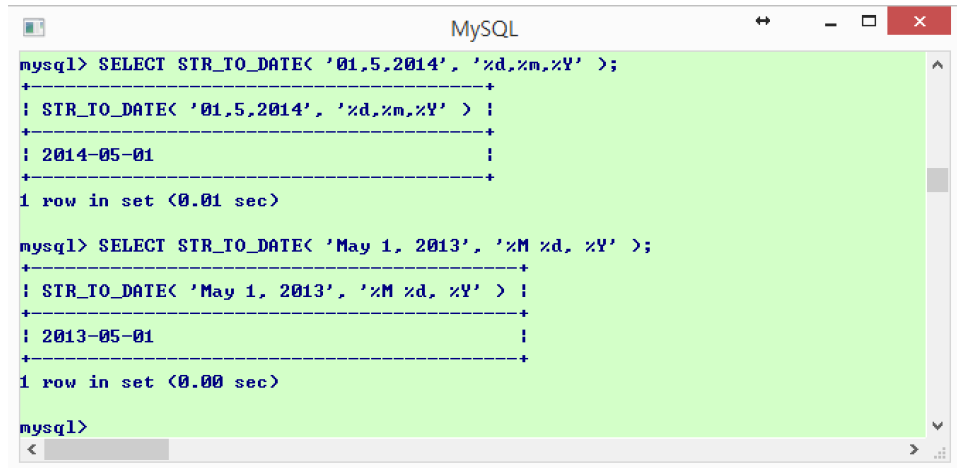 MySQL
mysql> SELECT STR_TO_DATE( '01,5,2014', '%d,%m,%Y' );
+---------------------------------------+
| STR_TO_DATE( '01,5,2014', '%d,%m,%Y' ) |
+---------------------------------------+
| 2014-05-01                             |
+---------------------------------------+
1 row in set (0.01 sec)
mysql> SELECT STR_TO_DATE( 'May 1, 2013', '%M %d, %Y' );
+------------------------------------------+
| STR_TO_DATE( 'May 1, 2013', '%M %d, %Y' ) |
+------------------------------------------+
| 2013-05-01                                |
+------------------------------------------+
1 row in set (0.00 sec)
mysql>